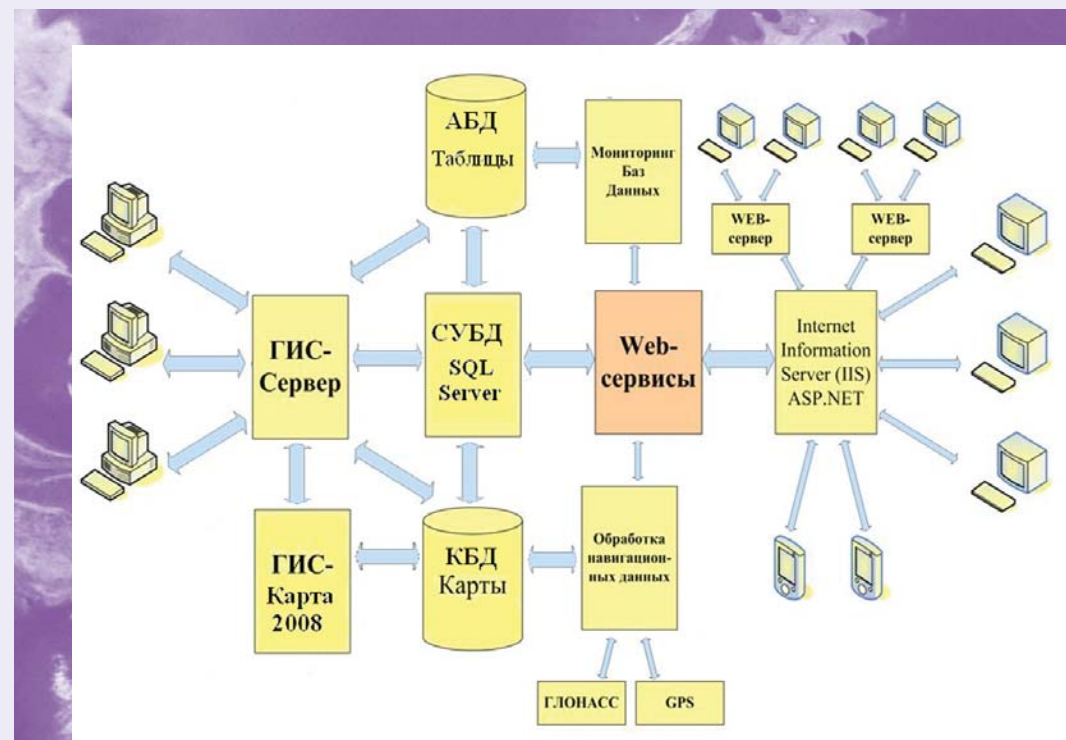 АБД
Таблицы
Мониторинг
Баз
Данных
WEB-
сервер
WEB-
сервер
ГИС-
Сервер
СУБД
SQL
Server
Web-
сервисы
Internet
Information
Server (IIS)
ASP.NET
ГИС-
Карта
2008
КБД
Карты
Обработка
навигацион-
ных данных
ГЛОНАСС
GPS